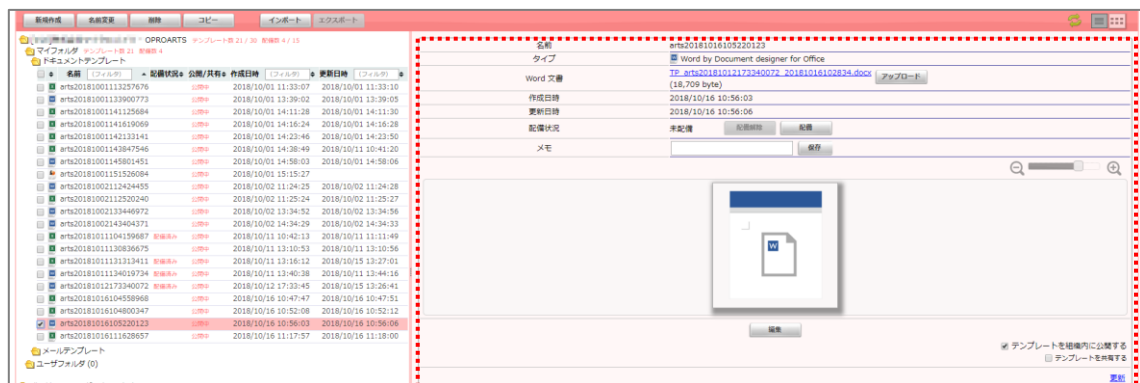 新規作成 名前変更 削除 コピー インポート エクスポート
OPROARTS テンプレート数 21 / 30 配備数 4 / 15
マイフォルダ テンプレート数 21 配備数 4
ドキュメントテンプレート
名前 (フィルタ) 配備状況 公開/共有 作成日時 (フィルタ) 更新日時 (フィルタ)
arts20181001113257676 公開中 2018/10/01 11:33:07 2018/10/01 11:33:10
arts20181001133900773 公開中 2018/10/01 13:39:02 2018/10/01 13:39:05
arts20181001141125684 公開中 2018/10/01 14:11:28 2018/10/01 14:11:30
arts20181001141619069 公開中 2018/10/01 14:16:24 2018/10/01 14:16:28
arts20181001142133141 公開中 2018/10/01 14:23:46 2018/10/01 14:23:50
arts20181001143847546 公開中 2018/10/01 14:38:49 2018/10/11 10:41:20
arts20181001145801451 公開中 2018/10/01 14:58:03 2018/10/01 14:58:06
arts20181001151526084 公開中 2018/10/01 15:15:27
arts20181002112424455 公開中 2018/10/02 11:24:25 2018/10/02 11:24:28
arts20181002112520240 公開中 2018/10/02 11:25:24 2018/10/02 11:25:27
arts20181002133446972 公開中 2018/10/02 13:34:52 2018/10/02 13:34:56
arts20181002143404371 公開中 2018/10/02 14:34:29 2018/10/02 14:34:33
arts20181011104159687 配備済み 公開中 2018/10/11 10:42:13 2018/10/11 11:11:49
arts20181011130836675 公開中 2018/10/11 13:10:53 2018/10/11 13:10:56
arts20181011131313411 配備済み 公開中 2018/10/11 13:16:12 2018/10/15 13:27:01
arts20181011134019734 配備済み 公開中 2018/10/11 13:40:38 2018/10/11 13:44:16
arts20181012173340072 配備済み 公開中 2018/10/12 17:33:45 2018/10/15 13:26:41
arts20181016104558968 公開中 2018/10/16 10:47:47 2018/10/16 10:47:51
arts20181016104800347 公開中 2018/10/16 10:52:08 2018/10/16 10:52:12
arts20181016105220123 公開中 2018/10/16 10:56:03 2018/10/16 10:56:06
arts20181016111628657 公開中 2018/10/16 11:17:57 2018/10/16 11:18:00
メールテンプレート
ユーザフォルダ (0)
名前 arts20181016105220123
タイプ Word by Document designer for Office
Word 文書 TP_arts20181012173340072_20181016102834.docx アップロード
(18,709 byte)
作成日時 2018/10/16 10:56:03
更新日時 2018/10/16 10:56:06
配備状況 未配備 配備解除 配備
メモ 保存
編集
テンプレートを組織内に公開する
テンプレートを共有する
更新